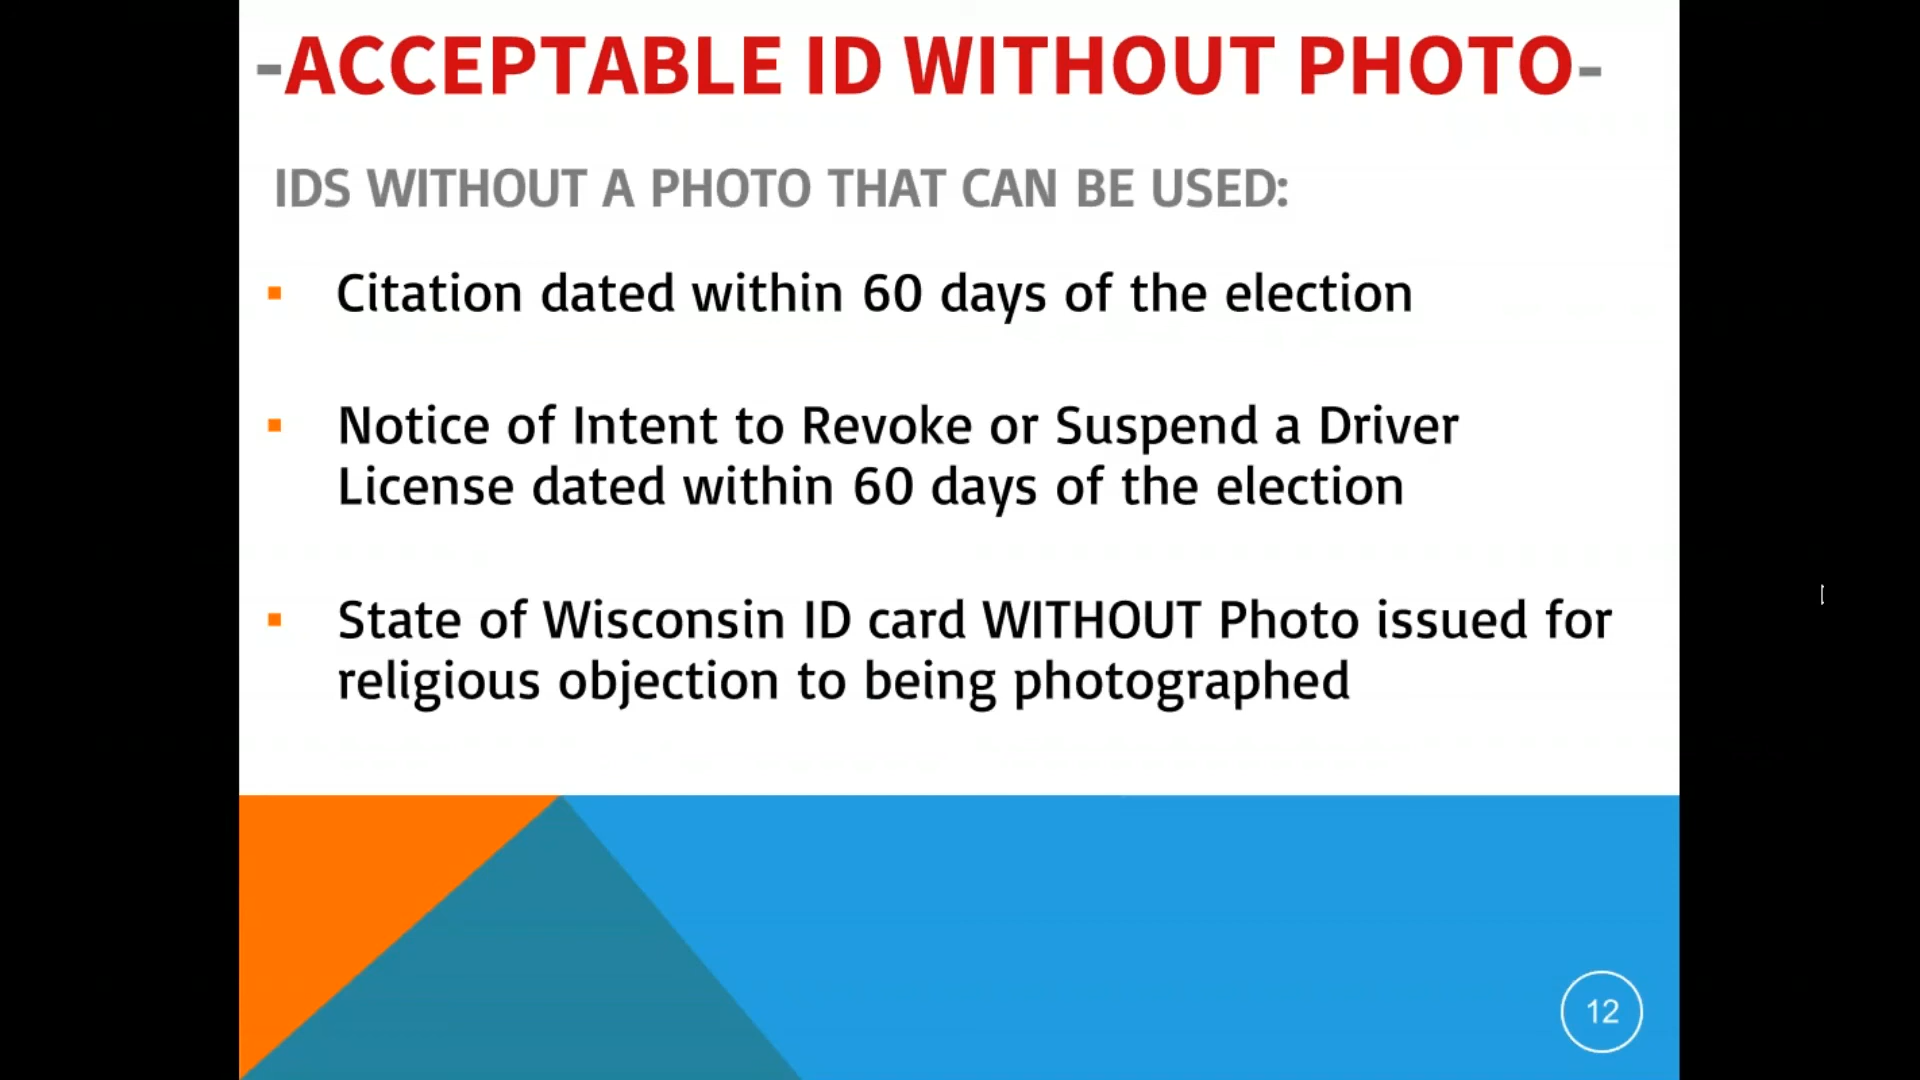 -ACCEPTABLE ID WITHOUT PHOTO-
IDS WITHOUT A PHOTO THAT CAN BE USED:
▪ Citation dated within 60 days of the election
▪ Notice of Intent to Revoke or Suspend a Driver
License dated within 60 days of the election
▪ State of Wisconsin ID card WITHOUT Photo issued for
religious objection to being photographed
12